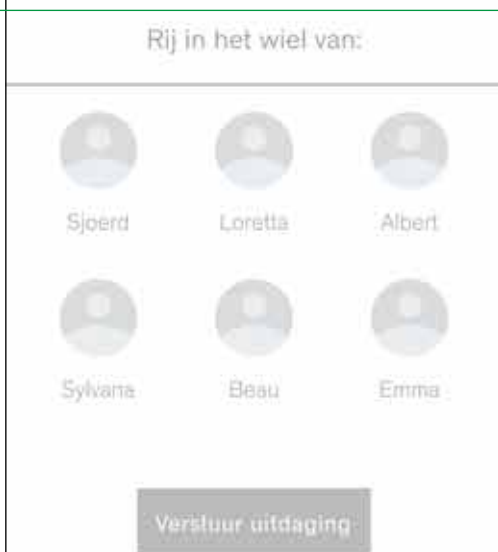 Rij in het wiel van:
Sjoerd Loretta Albert
Sylvana Beau Emma
Verstuur uitdaging